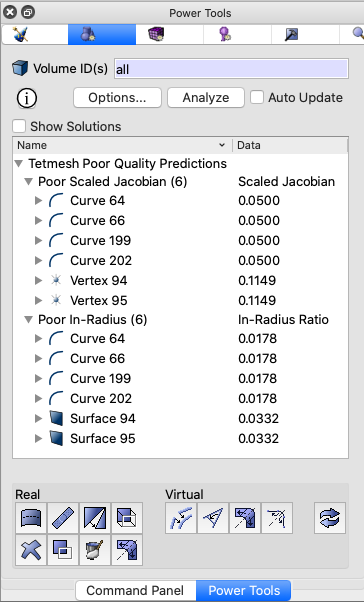 Power Tools
Volume ID(s) all
Options... Analyze Auto Update
Show Solutions
Name Data
Tetmesh Poor Quality Predictions
Poor Scaled Jacobian (6) Scaled Jacobian
Curve 64 0.0500
Curve 66 0.0500
Curve 199 0.0500
Curve 202 0.0500
Vertex 94 0.1149
Vertex 95 0.1149
Poor In-Radius (6) In-Radius Ratio
Curve 64 0.0178
Curve 66 0.0178
Curve 199 0.0178
Curve 202 0.0178
Surface 94 0.0332
Surface 95 0.0332
Real Virtual
Command Panel Power Tools